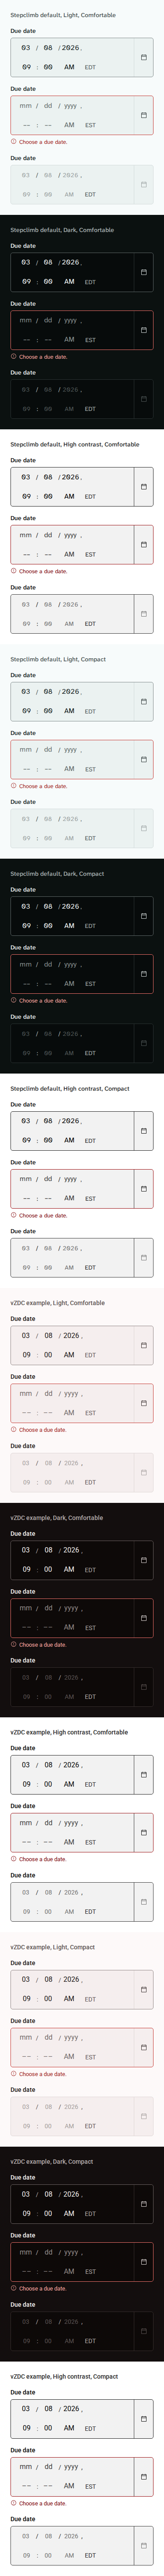 Stepclimb default, Light, Comfortable
Due date
03 / 08 /2026,
09 : 00 AM EDT
Due date
mm / dd / yyyy ,
-- : -- AM EST
Choose a due date.
Due date
03 / 08 /2026,
09 : 00 AM EDT
Stepclimb default, Dark, Comfortable
Due date
03 / 08 /2026,
09 : 00 AM EDT
Due date
mm / dd / yyyy ,
-- : -- AM EST
Choose a due date.
Due date
03 / 08 /2026,
09 : 00 AM EDT
Stepclimb default, High contrast, Comfortable
Due date
03 / 08 /2026,
09 : 00 AM EDT
Due date
mm / dd / yyyy ,
-- : -- AM EST
Choose a due date.
Due date
03 / 08 /2026,
09 : 00 AM EDT
Stepclimb default, Light, Compact
Due date
03 / 08 /2026,
09 : 00 AM EDT
Due date
mm / dd / yyyy ,
-- : -- AM EST
Choose a due date.
Due date
03 / 08 /2026,
09 : 00 AM EDT
Stepclimb default, Dark, Compact
Due date
03 / 08 /2026,
09 : 00 AM EDT
Due date
mm / dd / yyyy ,
-- : -- AM EST
Choose a due date.
Due date
03 / 08 /2026,
09 : 00 AM EDT
Stepclimb default, High contrast, Compact
Due date
03 / 08 /2026,
09 : 00 AM EDT
Due date
mm / dd / yyyy ,
-- : -- AM EST
Choose a due date.
Due date
03 / 08 /2026,
09 : 00 AM EDT
vZDC example, Light, Comfortable
Due date
03 / 08 / 2026 ,
09 : 00 AM EDT
Due date
mm / dd / yyyy ,
-- : -- AM EST
Choose a due date.
Due date
03 / 08 / 2026 ,
09 : 00 AM EDT
vZDC example, Dark, Comfortable
Due date
03 / 08 / 2026 ,
09 : 00 AM EDT
Due date
mm / dd / yyyy ,
-- : -- AM EST
Choose a due date.
Due date
03 / 08 / 2026 ,
09 : 00 AM EDT
vZDC example, High contrast, Comfortable
Due date
03 / 08 / 2026 ,
09 : 00 AM EDT
Due date
mm / dd / yyyy ,
-- : -- AM EST
Choose a due date.
Due date
03 / 08 / 2026 ,
09 : 00 AM EDT
vZDC example, Light, Compact
Due date
03 / 08 / 2026 ,
09 : 00 AM EDT
Due date
mm / dd / yyyy ,
-- : -- AM EST
Choose a due date.
Due date
03 / 08 / 2026 ,
09 : 00 AM EDT
vZDC example, Dark, Compact
Due date
03 / 08 / 2026 ,
09 : 00 AM EDT
Due date
mm / dd / yyyy ,
-- : -- AM EST
Choose a due date.
Due date
03 / 08 / 2026 ,
09 : 00 AM EDT
vZDC example, High contrast, Compact
Due date
03 / 08 / 2026 ,
09 : 00 AM EDT
Due date
mm / dd / yyyy ,
-- : -- AM EST
Choose a due date.
Due date
03 / 08 / 2026 ,
09 : 00 AM EDT